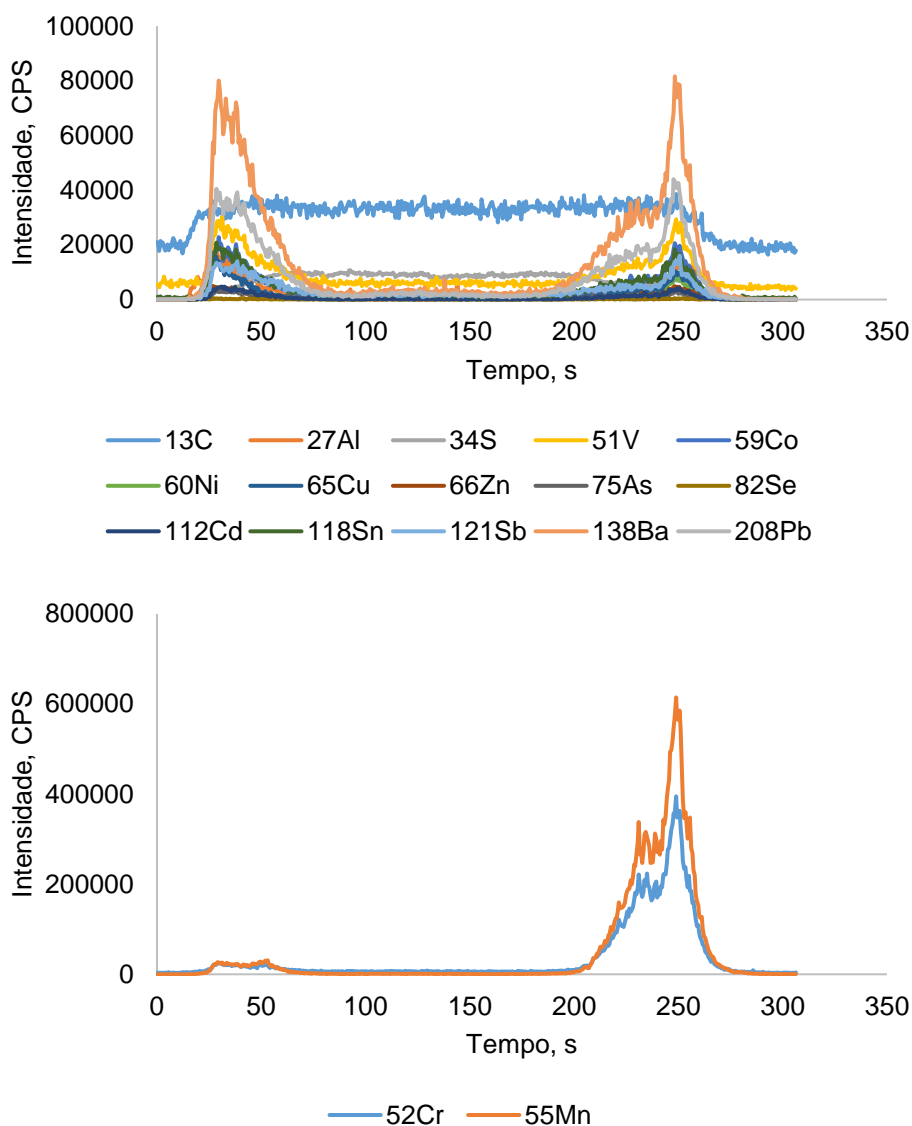 100000
80000
60000
40000
20000
0
Intensidade, CPS
0 50 100 150 200 250 300 350
Tempo, s
13C 27Al 34S 51V 59Co
60Ni 65Cu 66Zn 75As 82Se
112Cd 118Sn 121Sb 138Ba 208Pb
800000
600000
400000
200000
0
Intensidade, CPS
0 50 100 150 200 250 300 350
Tempo, s
52Cr 55Mn